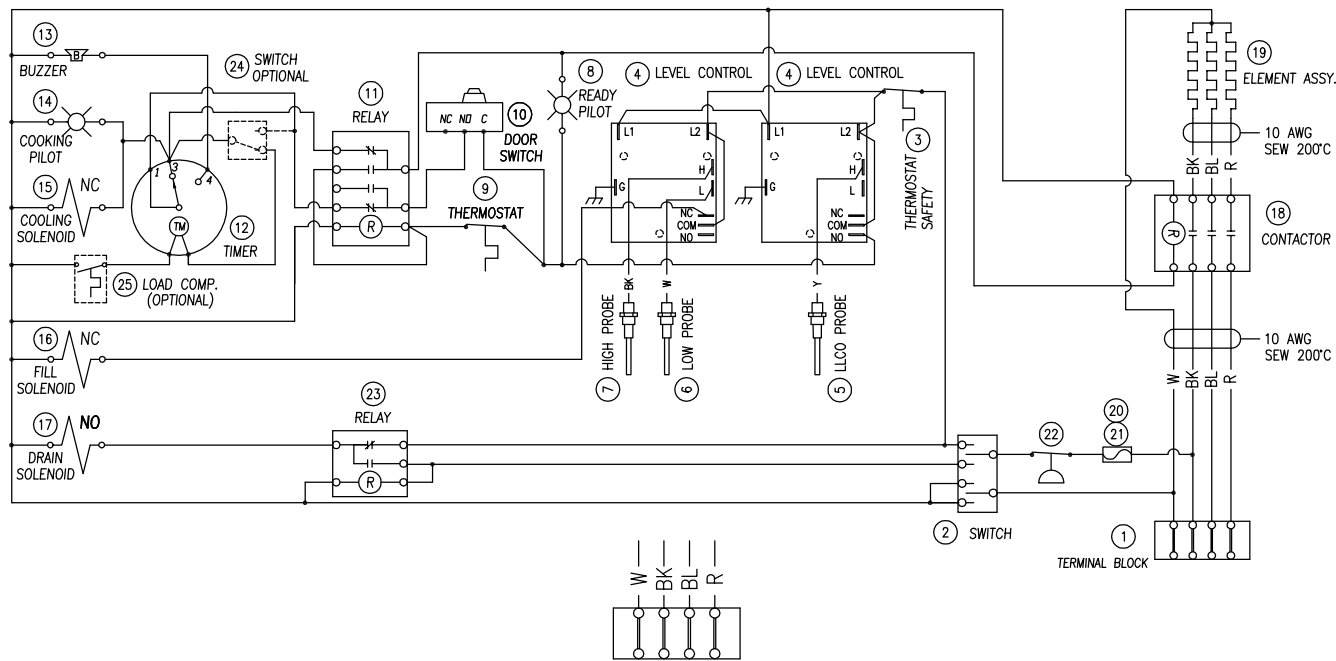 13
BUZZER
B
24
SWITCH
OPTIONAL
14
COOKING
PILOT
1
3
4
15
NC
COOLING
SOLENOID
TM
12
TIMER
25
LOAD COMP.
(OPTIONAL)
11
RELAY
R
NC NO C
10
DOOR
SWITCH
9
THERMOSTAT
8
READY
PILOT
4
LEVEL CONTROL
L1
L2
H
L
G
NC
COM
NO
4
LEVEL CONTROL
L1
L2
H
L
G
NC
COM
NO
3
THERMOSTAT
SAFETY
BK
W
Y
HIGH PROBE
7
LOW PROBE
6
LLCO PROBE
5
16
NC
FILL
SOLENOID
17
NO
DRAIN
SOLENOID
23
RELAY
R
19
ELEMENT ASSY.
10 AWG
SEW 200°C
BK
BL
R
18
CONTACTOR
R
10 AWG
SEW 200°C
W
BK
BL
R
20
21
22
2
SWITCH
1
TERMINAL BLOCK
W
BK
BL
R